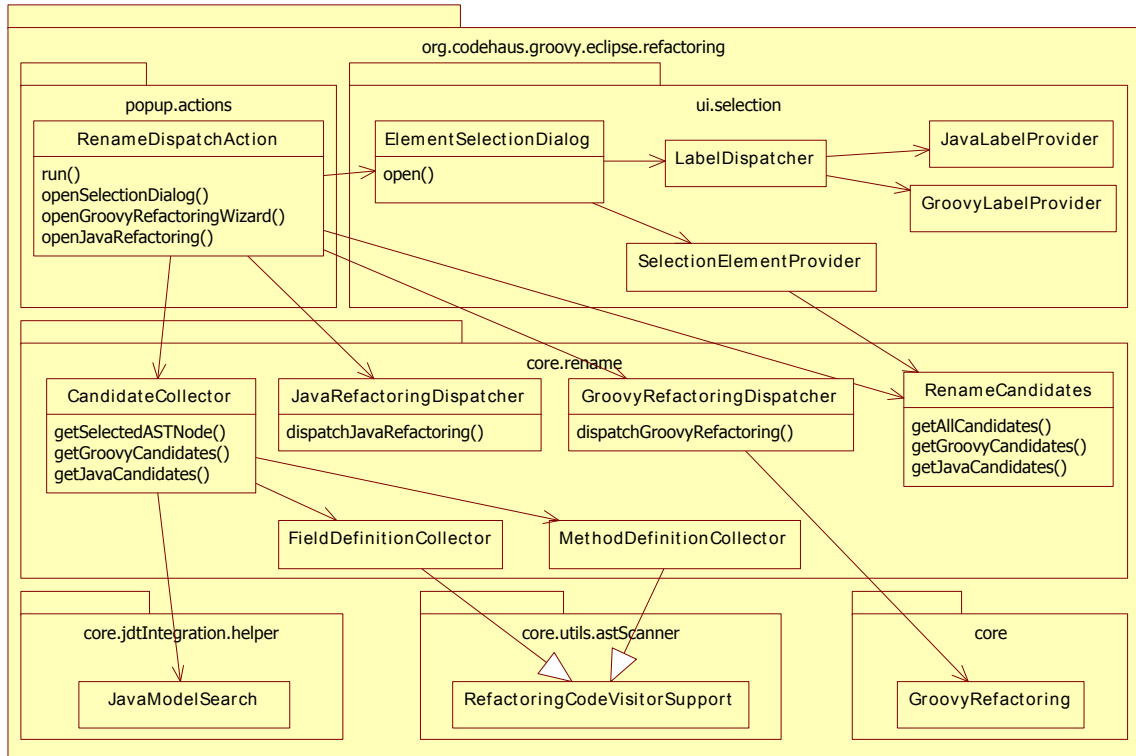 org.codehaus.groovy.eclipse.refactoring
popup.actions
RenameDispatchAction
run()
openSelectionDialog()
openGroovyRefactoringWizard()
openJavaRefactoring()
ui.selection
ElementSelectionDialog
open()
LabelDispatcher
JavaLabelProvider
GroovyLabelProvider
SelectionElementProvider
core.rename
CandidateCollector
getSelectedASTNode()
getGroovyCandidates()
getJavaCandidates()
JavaRefactoringDispatcher
dispatchJavaRefactoring()
GroovyRefactoringDispatcher
dispatchGroovyRefactoring()
RenameCandidates
getAllCandidates()
getGroovyCandidates()
getJavaCandidates()
FieldDefinitionCollector
MethodDefinitionCollector
core.jdtIntegration.helper
JavaModelSearch
core.utils.astScanner
RefactoringCodeVisitorSupport
core
GroovyRefactoring